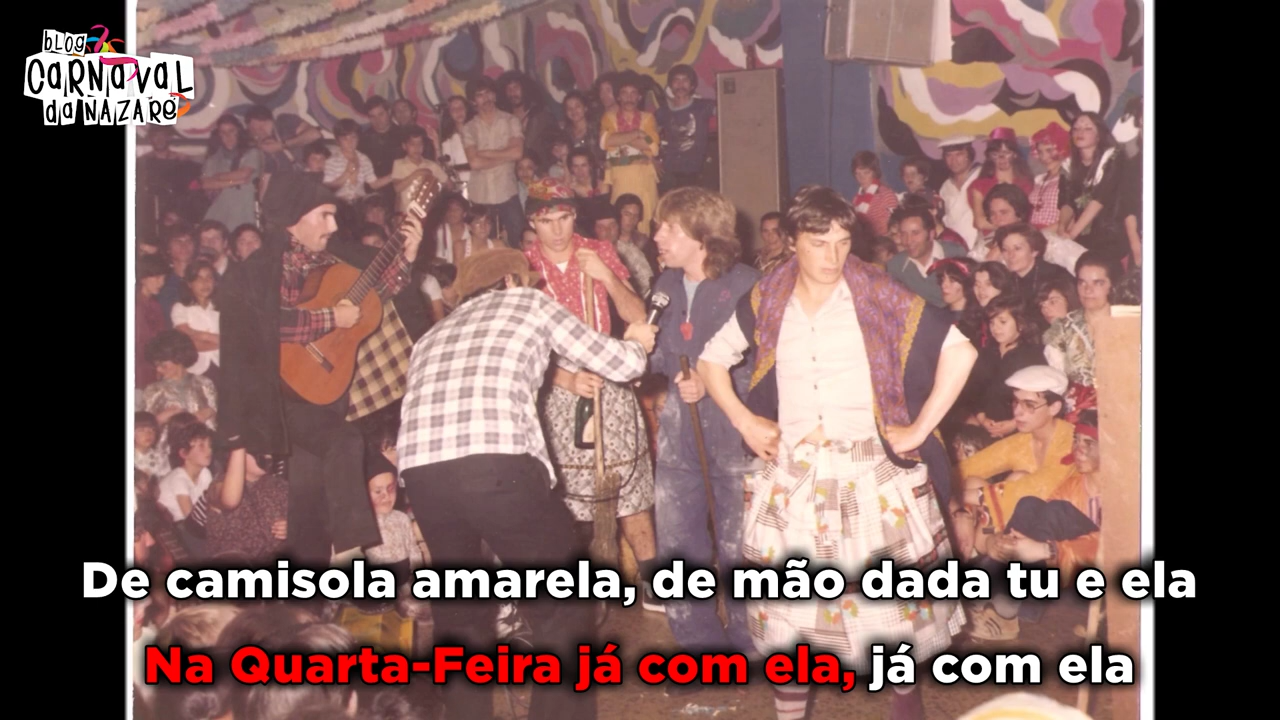 BLOG
CARNAVAL
da NAZARé
De camisola amarela, de mão dada tu e ela
Na Quarta-Feira já com ela, já com ela